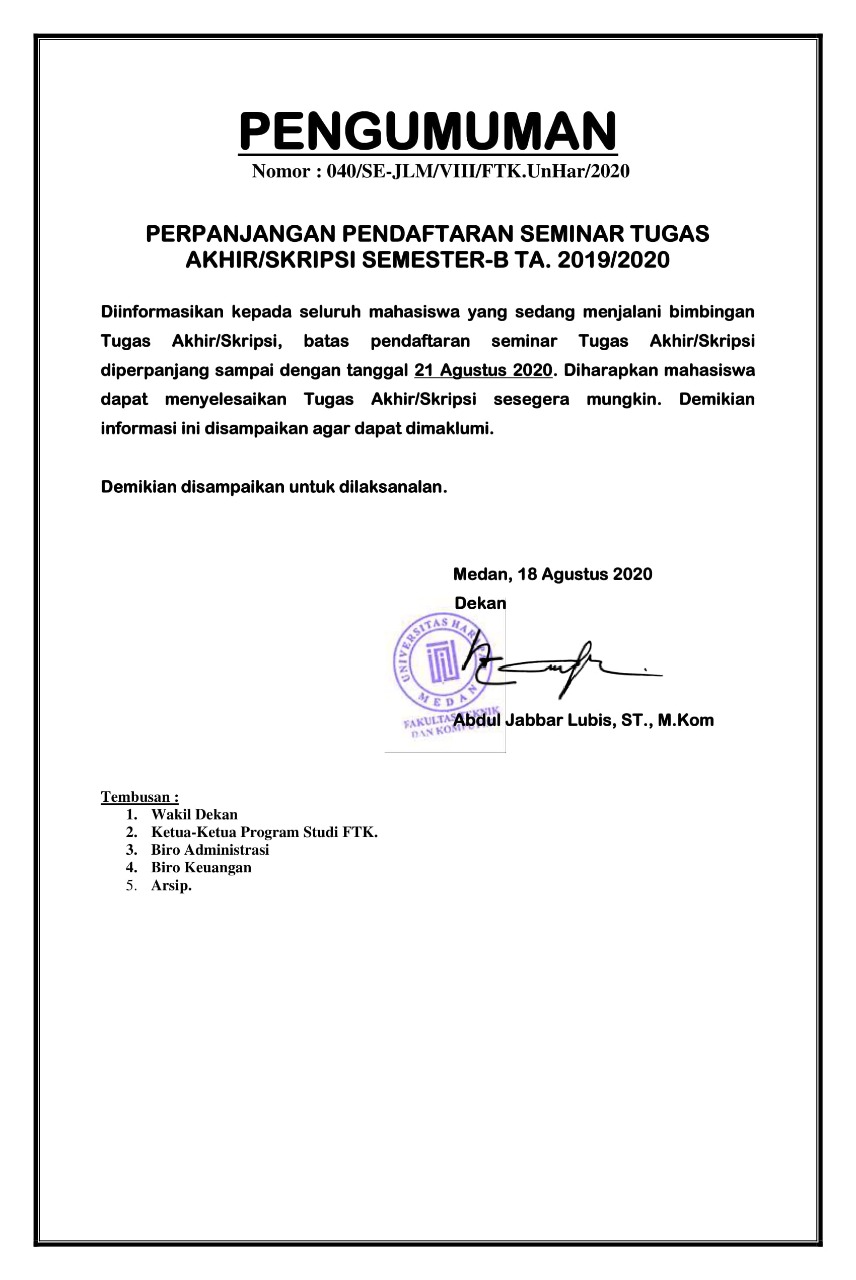 PENGUMUMAN
Nomor : 040/SE-JLM/VIII/FTK.UnHar/2020
PERPANJANGAN PENDAFTARAN SEMINAR TUGAS
AKHIR/SKRIPSI SEMESTER-B TA. 2019/2020
Diinformasikan kepada seluruh mahasiswa yang sedang menjalani bimbingan
Tugas Akhir/Skripsi, batas pendaftaran seminar Tugas Akhir/Skripsi
diperpanjang sampai dengan tanggal 21 Agustus 2020. Diharapkan mahasiswa
dapat menyelesaikan Tugas Akhir/Skripsi sesegera mungkin. Demikian
informasi ini disampaikan agar dapat dimaklumi.
Demikian disampaikan untuk dilaksanalan.
Medan, 18 Agustus 2020
Dekan
UNIVERSITAS
MEDAN
FAKULTAS TEKNIK
DAN
Abdul Jabbar Lubis, ST., M.Kom
Tembusan :
1. Wakil Dekan
2. Ketua-Ketua Program Studi FTK.
3. Biro Administrasi
4. Biro Keuangan
5. Arsip.